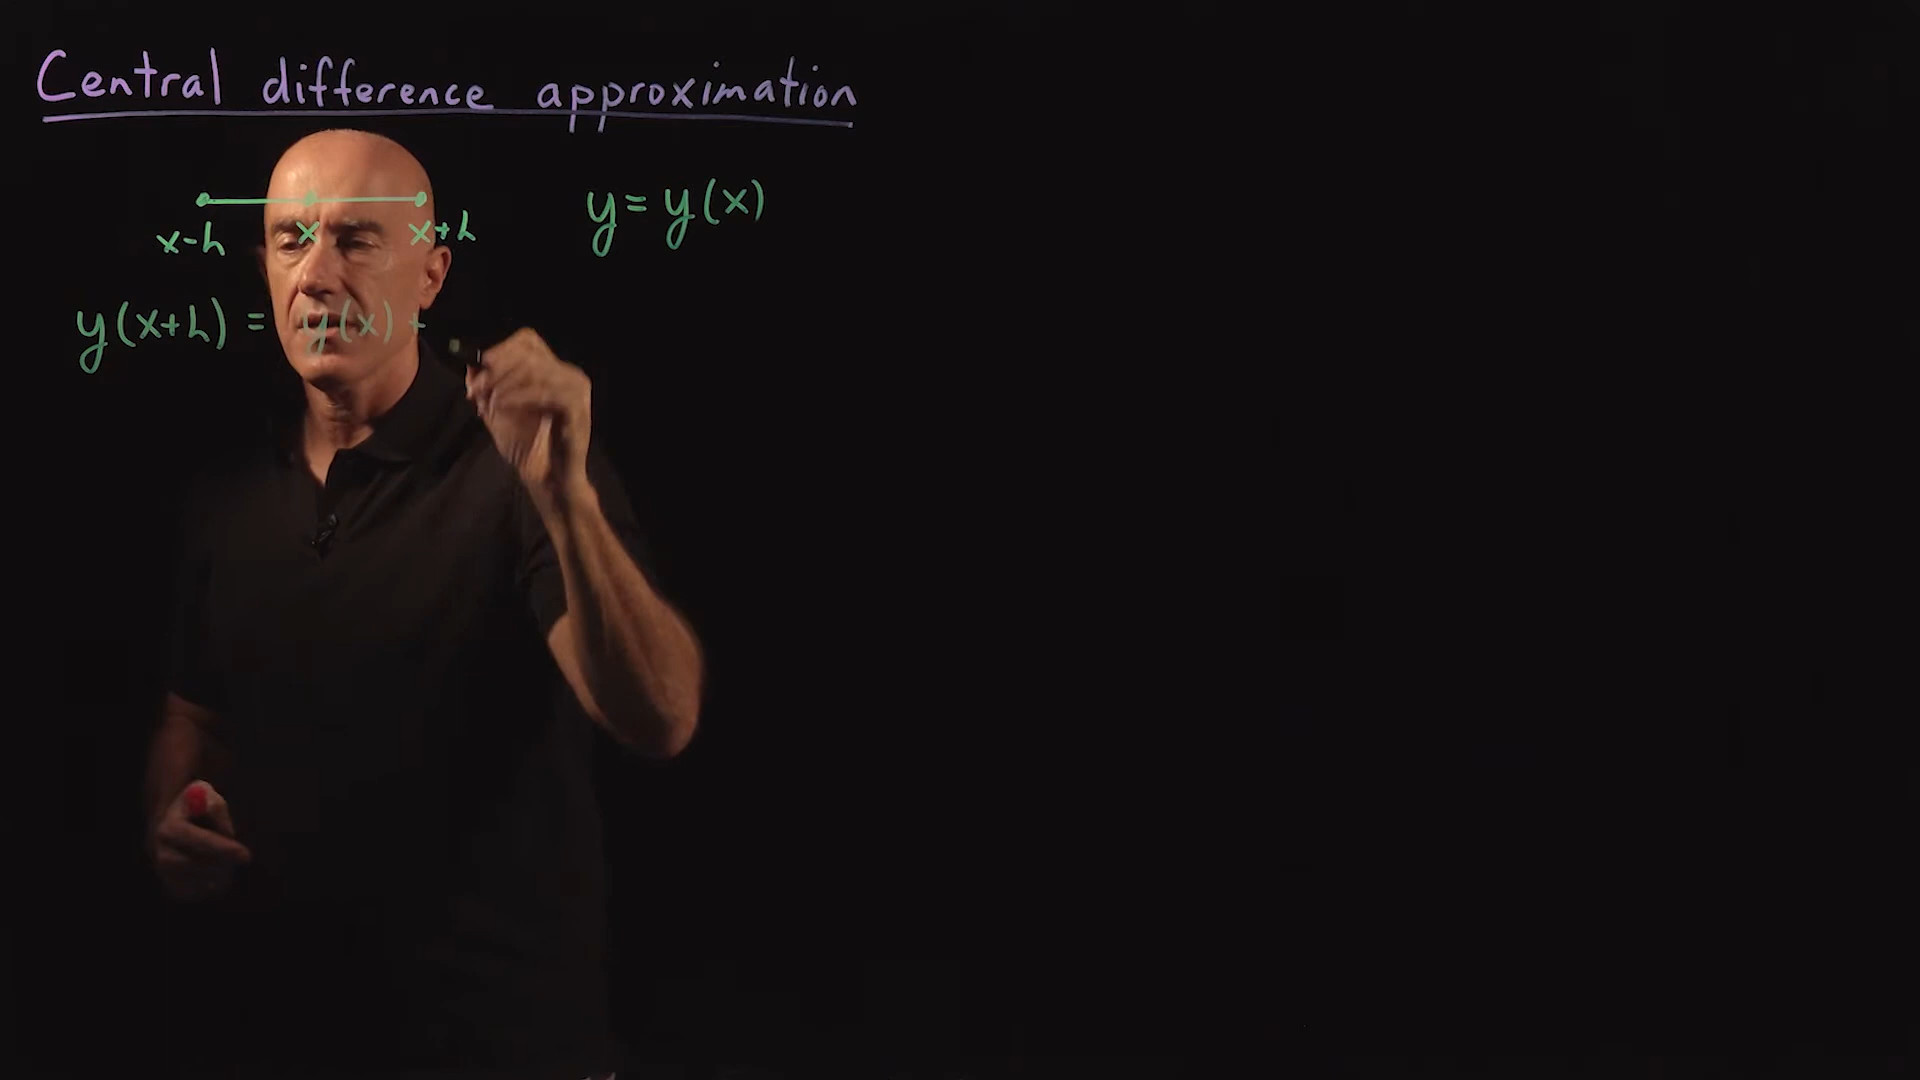 Central difference approximation
y = y(x)
x-h x x+h
y(x+h) = y(x) +